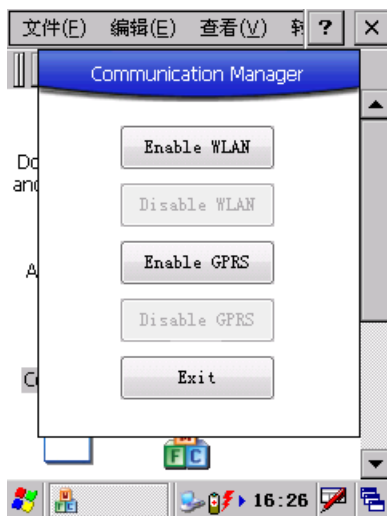 文件(F) 编辑(E) 查看(V) ?
Communication Manager
Enable WLAN
Disable WLAN
Enable GPRS
Disable GPRS
Exit
M
F C
16:26